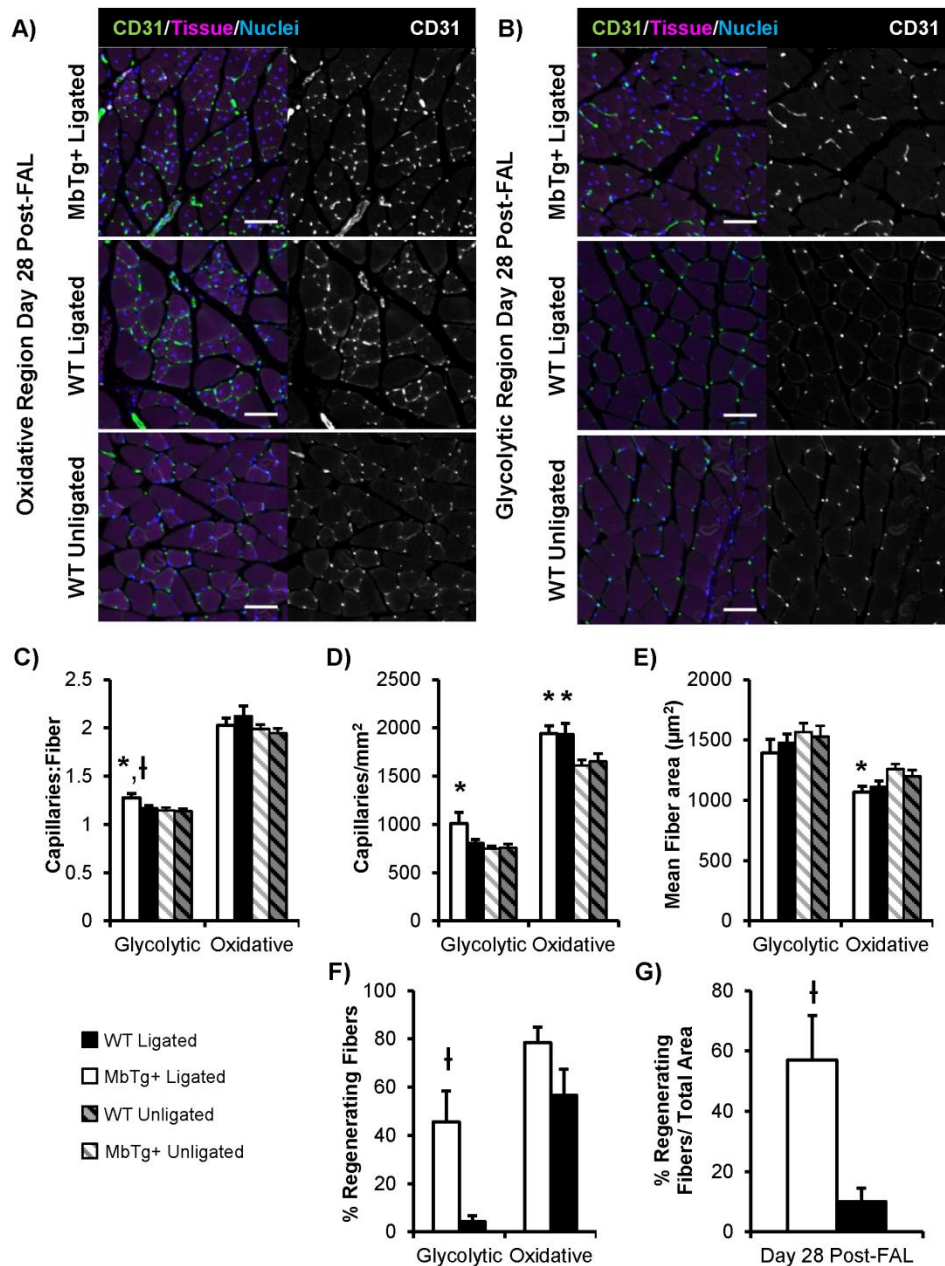 A)
CD31/Tissue/Nuclei
CD31
Oxidative Region Day 28 Post-FAL
MbTg+ Ligated
WT Ligated
WT Unligated
B)
CD31/Tissue/Nuclei
CD31
Glycolytic Region Day 28 Post-FAL
MbTg+ Ligated
WT Ligated
WT Unligated
C)
Capillaries:Fiber
2.5
2
1.5
1
0.5
0
*,ƚ
Glycolytic Oxidative
D)
Capillaries/mm²
2500
2000
1500
1000
500
0
*
* *
Glycolytic Oxidative
E)
Mean Fiber area (µm²)
2000
1500
1000
500
0
*
Glycolytic Oxidative
WT Ligated
MbTg+ Ligated
WT Unligated
MbTg+ Unligated
F)
% Regenerating Fibers
100
80
60
40
20
0
ƚ
Glycolytic Oxidative
G)
% Regenerating
Fibers/ Total Area
80
60
40
20
0
ƚ
Day 28 Post-FAL